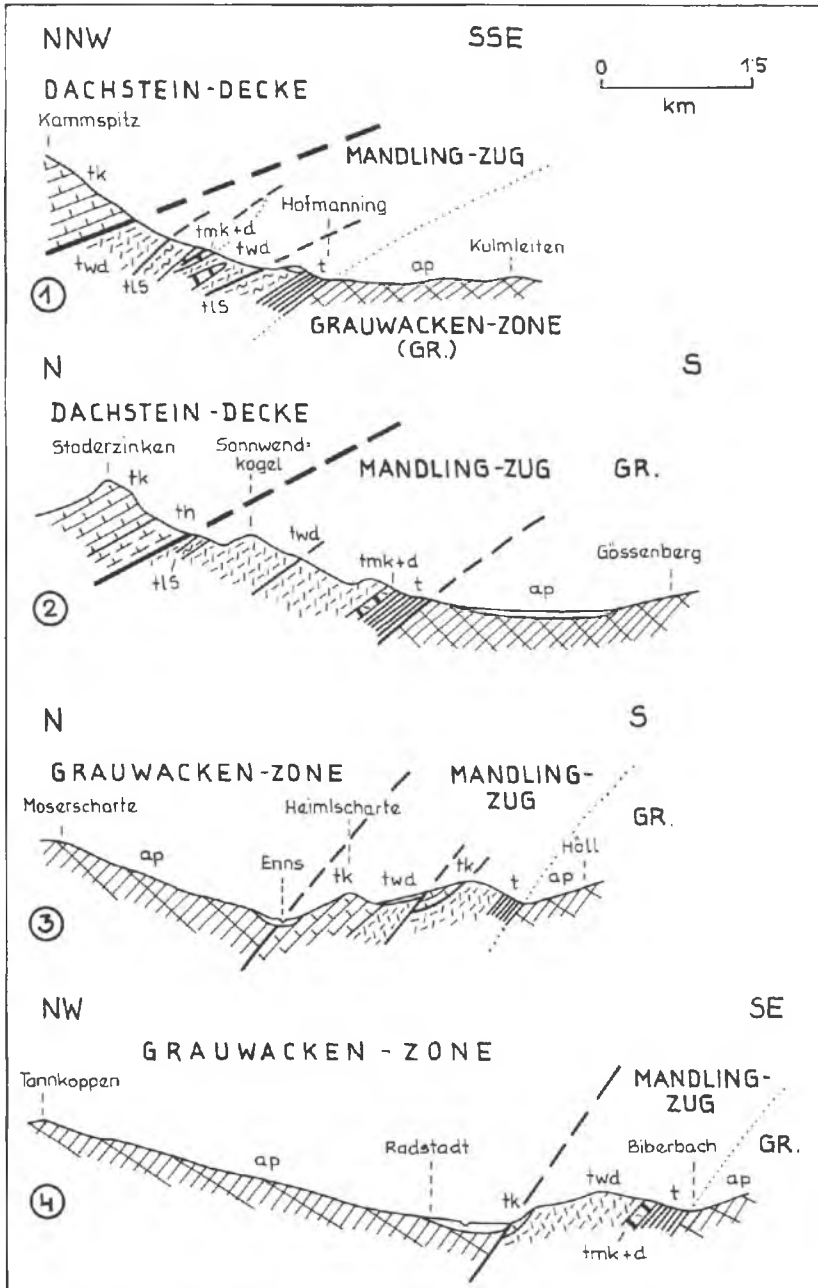 NNW SSE
0 1'5
km
DACHSTEIN-DECKE
Kammspitz
MANDLING-ZUG
tk
Hofmanning
tmk+d
twd
Kulmleiten
t
ap
twd
tls
tls
1
GRAUWACKEN-ZONE
(GR.)
N S
DACHSTEIN-DECKE
Stoderzinken
Sonnwend=
kogel
MANDLING-ZUG GR.
tk
th
twd
tmk+d
Gössenberg
t
ap
tls
2
N S
GRAUWACKEN-ZONE
MANDLING-
ZUG
Moserscharte
Heimlscharte
GR.
ap
Enns
tk
twd
tk
t
ap
Höll
3
NW SE
GRAUWACKEN-ZONE
Tannkoppen
MANDLING-
ZUG
Radstadt
Biberbach
GR.
ap
tk
twd
t
ap
4
tmk+d